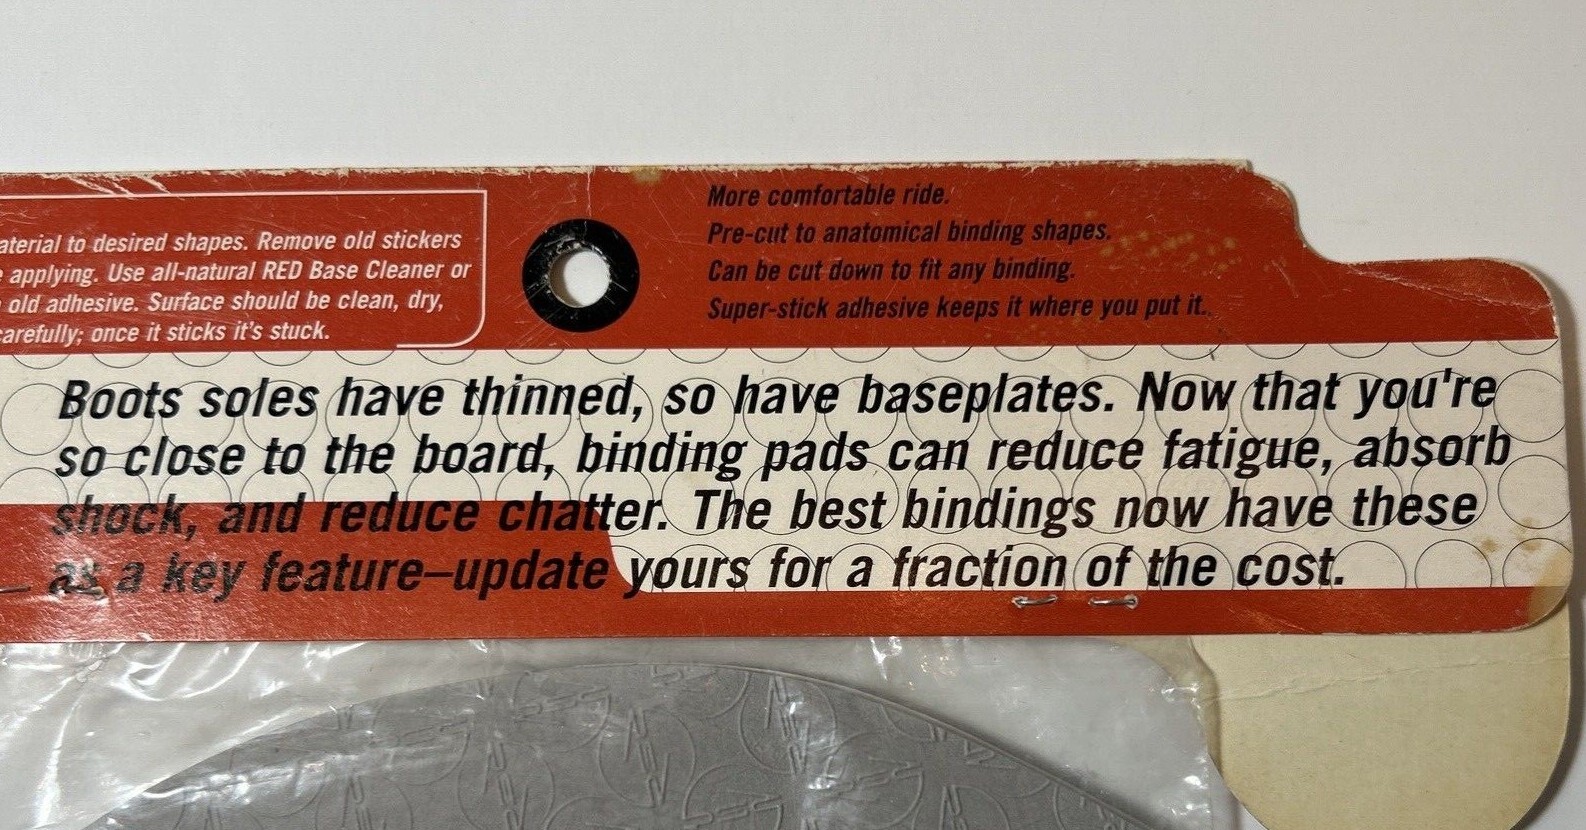 to desired shapes. Remove old stickers
applying. Use all-natural RED Base Cleaner or
old adhesive. Surface should be clean, dry,
carefully; once it sticks it's stuck.
More comfortable ride.
Pre-cut to anatomical binding shapes.
Can be cut down to fit any binding.
Super-stick adhesive keeps it where you put it.
Boots soles have thinned, so have baseplates. Now that you're
so close to the board, binding pads can reduce fatigue, absorb
shock, and reduce chatter. The best bindings now have these
as a key feature–update yours for a fraction of the cost.